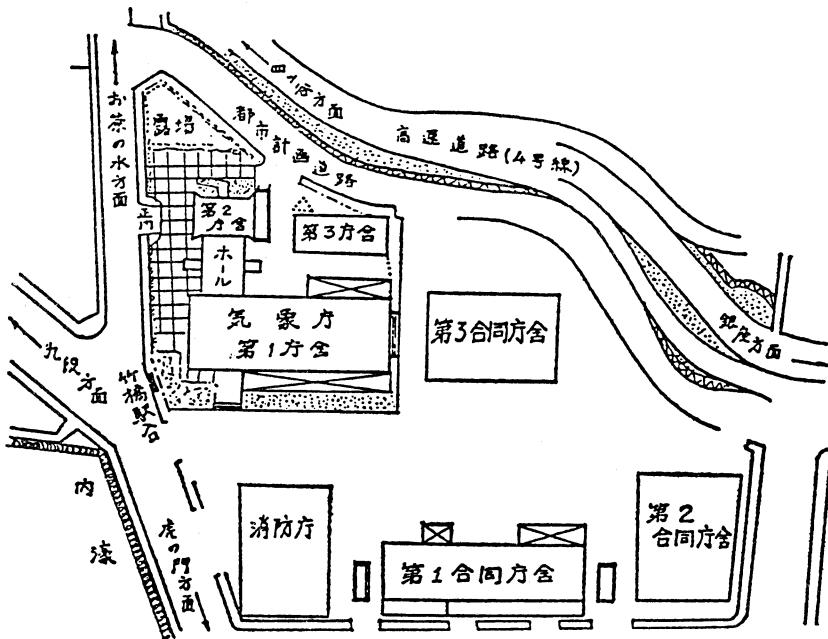 四ツ谷方面
高速道路(4号線)
お茶の水方面
露場
都市計画道路
正門
第2
庁舎
第3庁舎
ホール
気象庁
第1庁舎
第3合同庁舎
銀座方面
九段方面
竹橋駅
内濠
虎の門方面
消防庁
第1合同庁舎
第2
合同庁舎